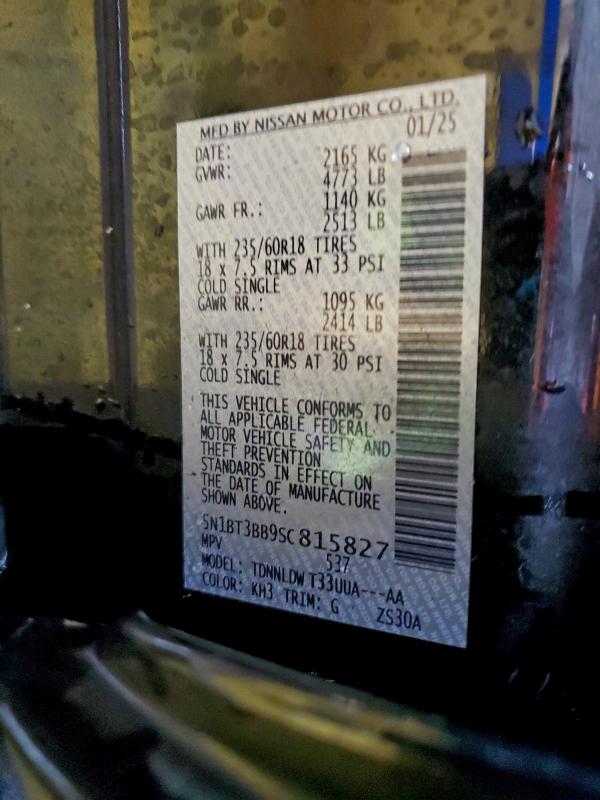 MFD BY NISSAN MOTOR CO., LTD.
DATE: 01/25
GVWR: 2165 KG
4773 LB
GAWR FR.: 1140 KG
2513 LB
WITH 235/60R18 TIRES
18 x 7.5 RIMS AT 33 PSI
COLD SINGLE
GAWR RR.: 1095 KG
2414 LB
WITH 235/60R18 TIRES
18 x 7.5 RIMS AT 30 PSI
COLD SINGLE
THIS VEHICLE CONFORMS TO
ALL APPLICABLE FEDERAL
MOTOR VEHICLE SAFETY AND
THEFT PREVENTION
STANDARDS IN EFFECT ON
THE DATE OF MANUFACTURE
SHOWN ABOVE.
5N1BT3BB9SC815827
MPV 537
MODEL: TDNNLDWT33UUA---AA
COLOR: KH3 TRIM: G ZS30A